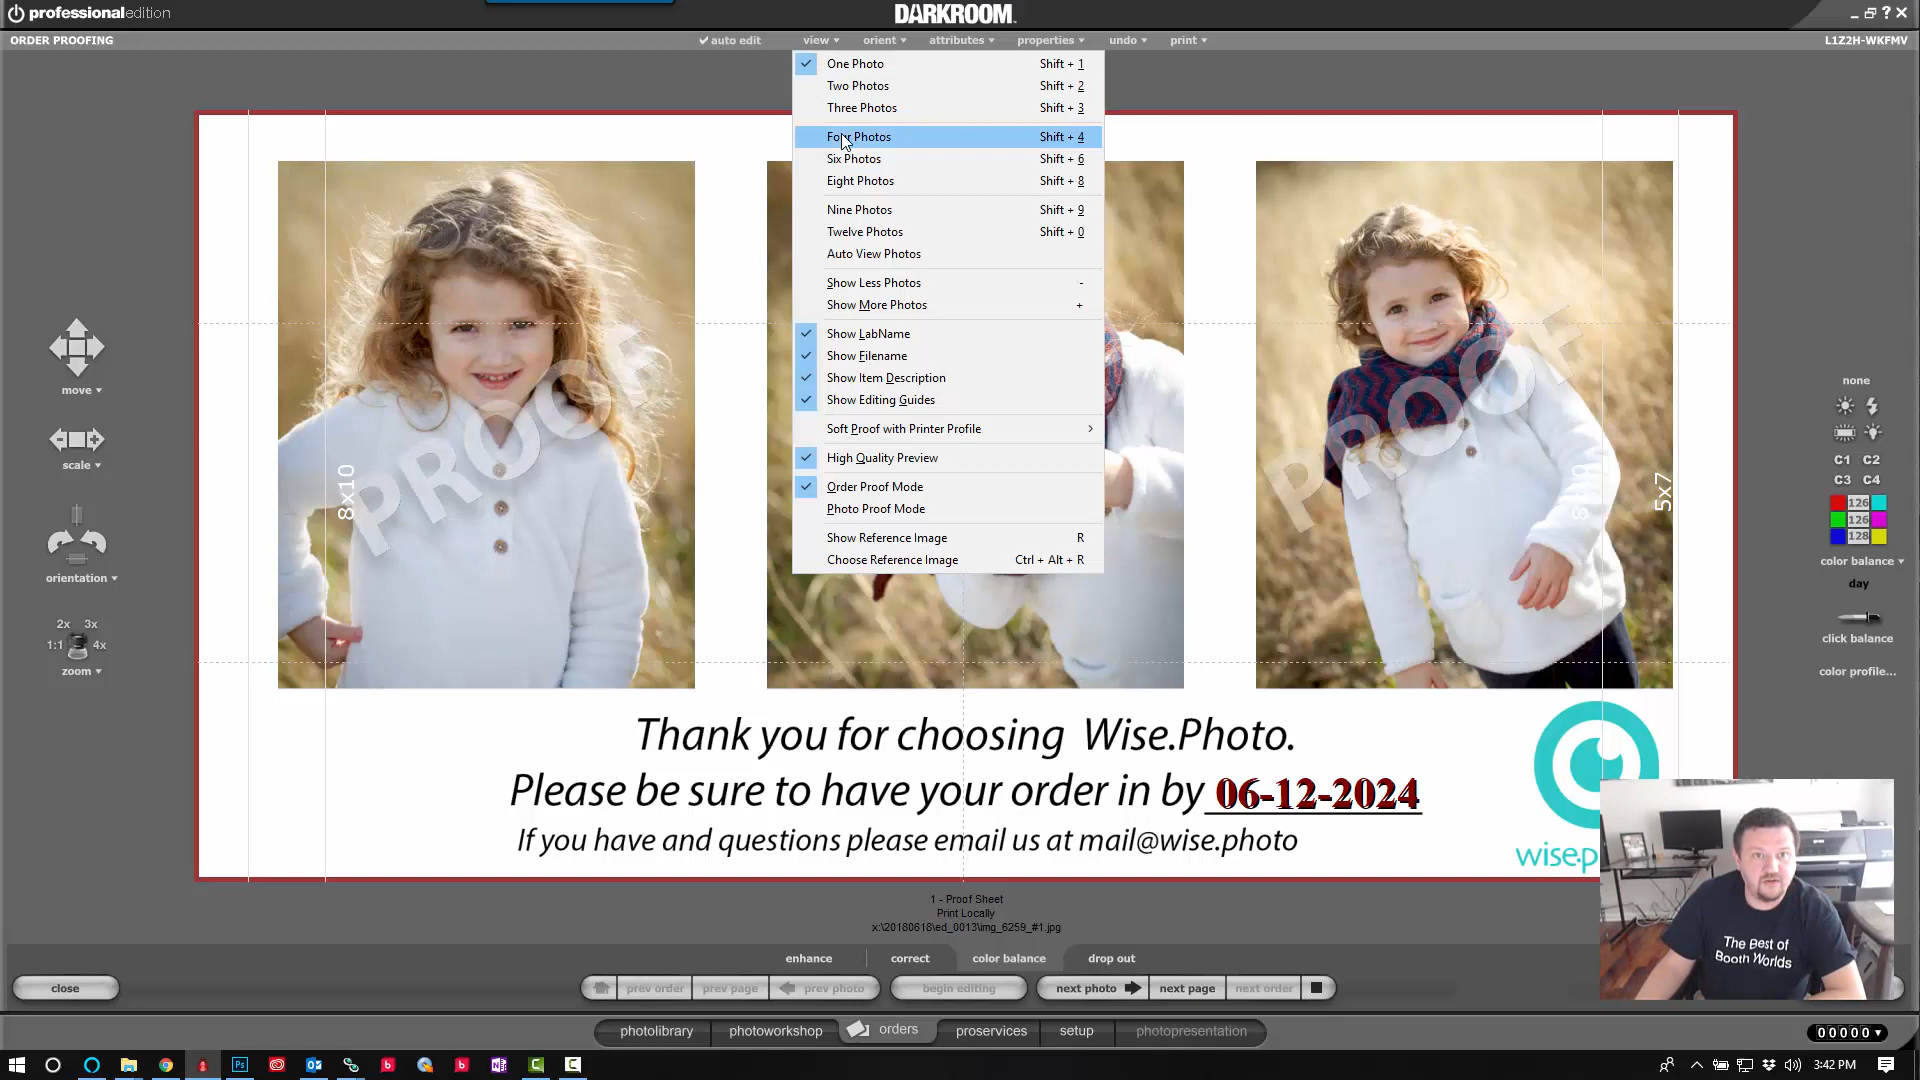 professionaledition
DARKROOM
ORDER PROOFING
auto edit
view
orient
attributes
properties
undo
print
L1Z2H-WKFMV
One Photo Shift + 1
Two Photos Shift + 2
Three Photos Shift + 3
Four Photos Shift + 4
Six Photos Shift + 6
Eight Photos Shift + 8
Nine Photos Shift + 9
Twelve Photos Shift + 0
Auto View Photos
Show Less Photos -
Show More Photos +
Show LabName
Show Filename
Show Item Description
Show Editing Guides
Soft Proof with Printer Profile
High Quality Preview
Order Proof Mode
Photo Proof Mode
Show Reference Image R
Choose Reference Image Ctrl + Alt + R
move
scale
orientation
2x 3x
1:1 4x
zoom
PROOF
8x10
PROOF
8x10
5x7
none
C1 C2
C3 C4
126
126
128
color balance
day
click balance
color profile...
Thank you for choosing Wise.Photo.
Please be sure to have your order in by 06-12-2024
If you have and questions please email us at mail@wise.photo
wise.p
The Best of
Booth Worlds
1 - Proof Sheet
Print Locally
x:\20180618\ed_0013\img_6259_#1.jpg
enhance
correct
color balance
drop out
close
prev order
prev page
prev photo
begin editing
next photo
next page
next order
photolibrary
photoworkshop
orders
proservices
setup
photopresentation
00000
3:42 PM